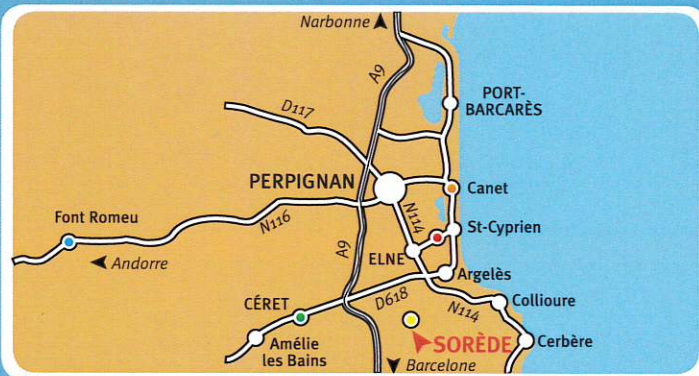 Narbonne
A9
PORT-
BARCARÈS
D117
PERPIGNAN
Canet
Font Romeu
N116
N114
St-Cyprien
Andorre
A9
ELNE
Argelès
CÉRET
D618
N114
Collioure
Amélie
les Bains
SORÈDE
Cerbère
Barcelone